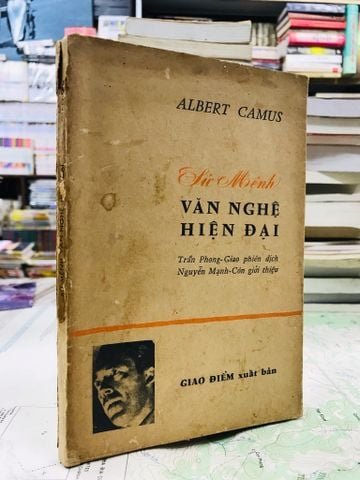 ALBERT CAMUS
Sứ Mệnh
VĂN NGHỆ
HIỆN ĐẠI
Trần Phong-Giao phiên dịch
Nguyễn Mạnh-Côn giới thiệu
GIAO ĐIỂM xuất bản